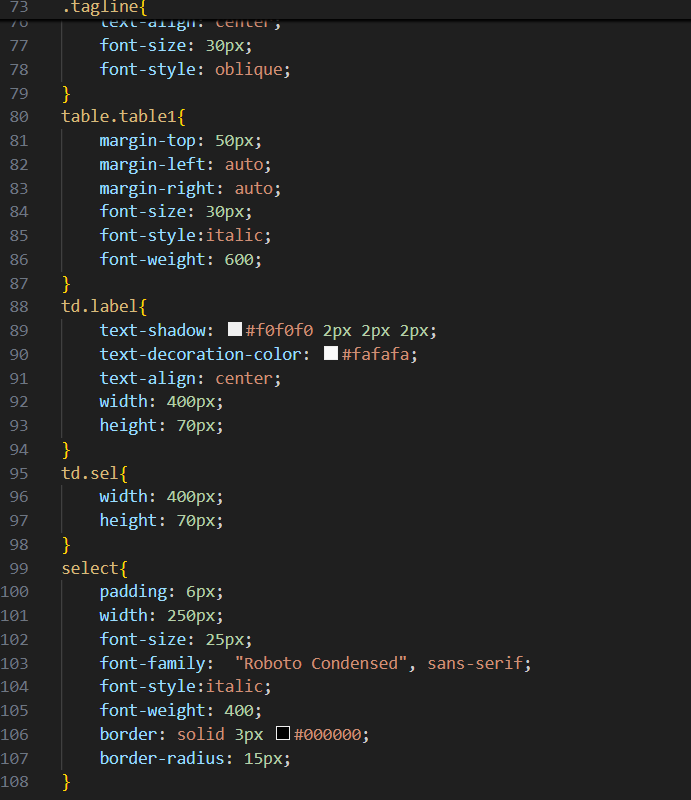 73 .tagline{
76 text-align: center;
77 font-size: 30px;
78 font-style: oblique;
79 }
80 table.table1{
81 margin-top: 50px;
82 margin-left: auto;
83 margin-right: auto;
84 font-size: 30px;
85 font-style:italic;
86 font-weight: 600;
87 }
88 td.label{
89 text-shadow: #f0f0f0 2px 2px 2px;
90 text-decoration-color: #fafafa;
91 text-align: center;
92 width: 400px;
93 height: 70px;
94 }
95 td.sel{
96 width: 400px;
97 height: 70px;
98 }
99 select{
100 padding: 6px;
101 width: 250px;
102 font-size: 25px;
103 font-family:  "Roboto Condensed", sans-serif;
104 font-style:italic;
105 font-weight: 400;
106 border: solid 3px #000000;
107 border-radius: 15px;
108 }